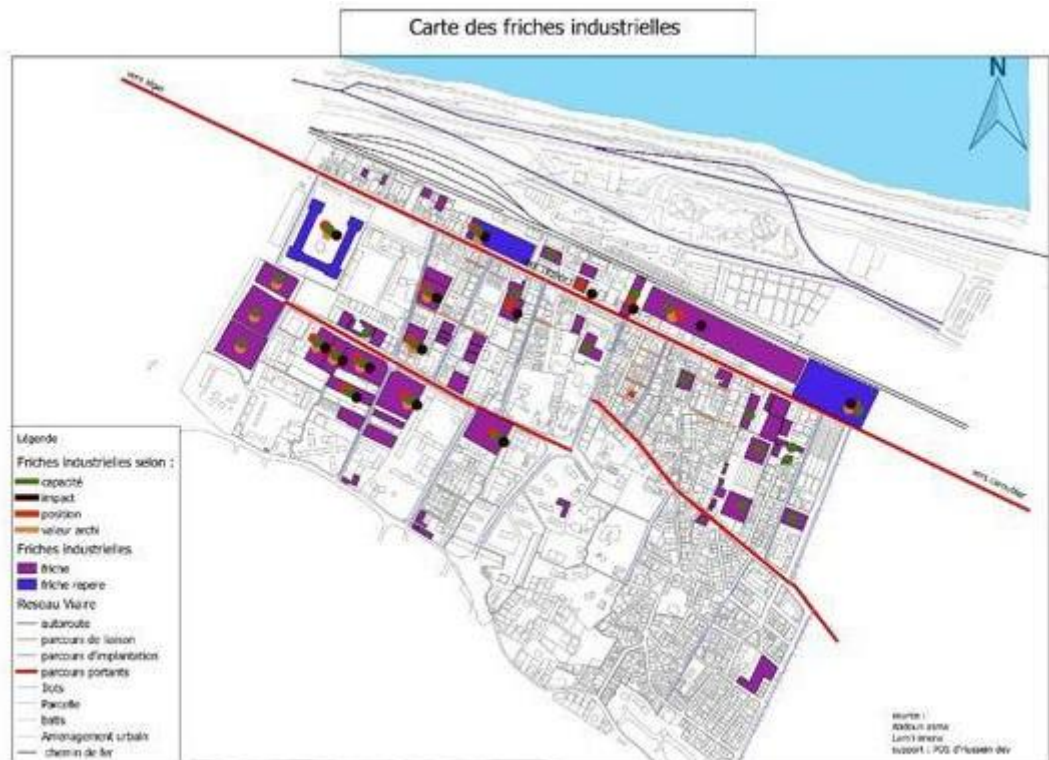 Carte des friches industrielles
N
vers alger
vers caroubier
Légende
Friches industrielles selon :
capacité
impact
position
valeur archi
Friches industrielles
friche
friche repere
Reseau Viaire
autoroute
parcours de liaison
parcours d'implantation
parcours portants
Ilots
Parcelle
batis
Amenagement urbain
chemin de fer
source :
support : POS d'Hussein dey